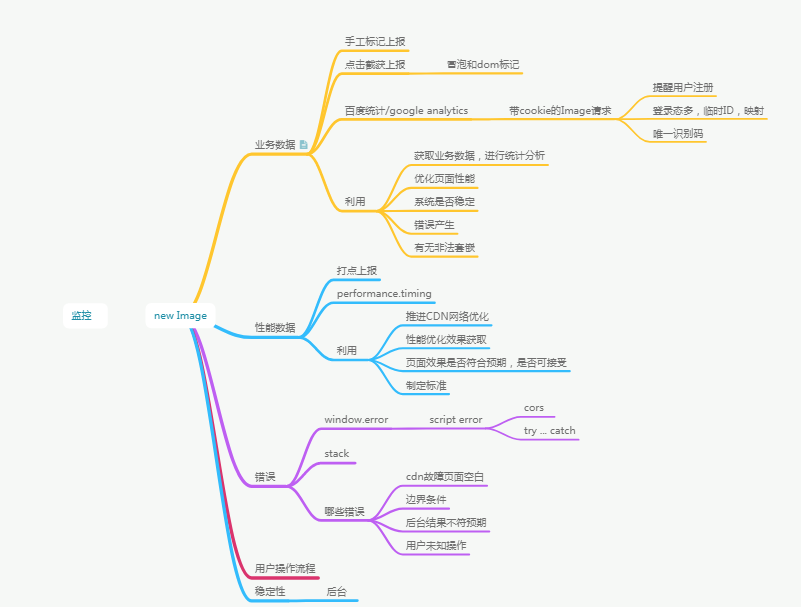 监控
new Image
业务数据
手工标记上报
点击截获上报
冒泡和dom标记
百度统计/google analytics
带cookie的Image请求
提醒用户注册
登录态多，临时ID，映射
唯一识别码
利用
获取业务数据，进行统计分析
优化页面性能
系统是否稳定
错误产生
有无非法套嵌
性能数据
打点上报
performance.timing
利用
推进CDN网络优化
性能优化效果获取
页面效果是否符合预期，是否可接受
制定标准
错误
window.error
script error
cors
try ... catch
stack
哪些错误
cdn故障页面空白
边界条件
后台结果不符预期
用户未知操作
用户操作流程
稳定性
后台